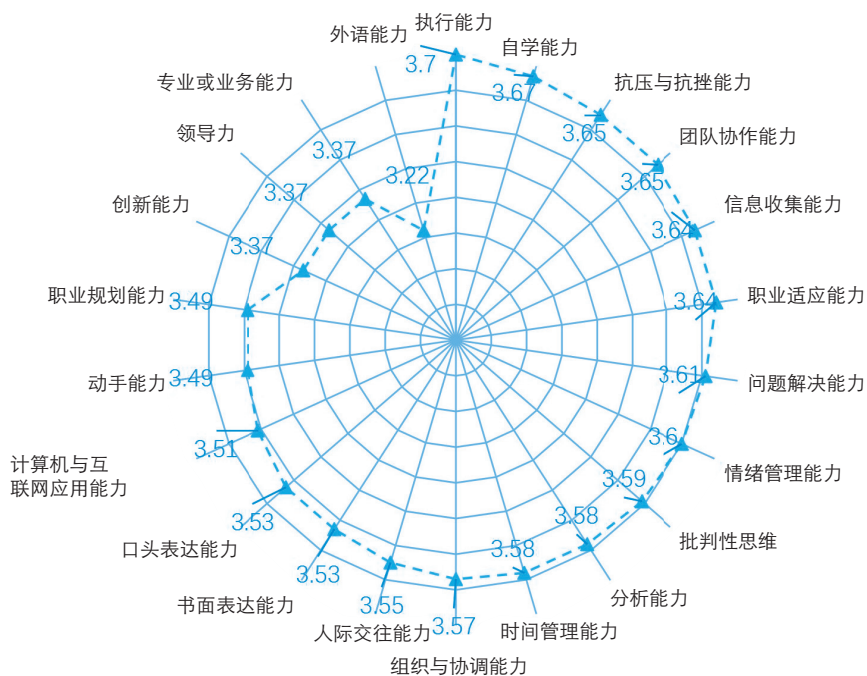 执行能力
3.7
自学能力
3.67
抗压与抗挫能力
3.65
团队协作能力
3.65
信息收集能力
3.64
职业适应能力
3.64
问题解决能力
3.61
情绪管理能力
3.6
批判性思维
3.59
分析能力
3.58
时间管理能力
3.58
组织与协调能力
3.57
人际交往能力
3.55
书面表达能力
3.53
口头表达能力
3.53
计算机与互
联网应用能力
3.51
动手能力
3.49
职业规划能力
3.49
创新能力
3.37
领导力
3.37
专业或业务能力
3.37
外语能力
3.22